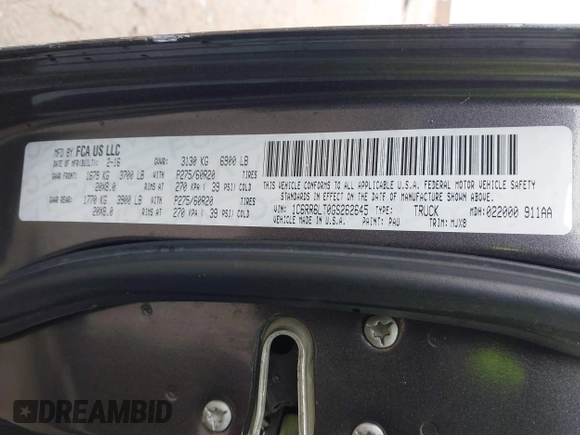 MFD BY FCA US LLC
DATE OF MFR(BUILT): 2-16 GVWR: 3130 KG 6900 LB
GAWR FRONT: 1679 KG 3700 LB WITH P275/60R20 TIRES
20X8.0 RIMS AT 270 KPA( 39 PSI) COLD
GAWR REAR: 1770 KG 3900 LB WITH P275/60R20 TIRES
20X8.0 RIMS AT 270 KPA( 39 PSI) COLD
THIS VEHICLE CONFORMS TO ALL APPLICABLE U.S.A. FEDERAL MOTOR VEHICLE SAFETY
STANDARDS IN EFFECT ON THE DATE OF MANUFACTURE SHOWN ABOVE.
VIN: 1C6RR6LT0GS262645 TYPE: TRUCK MDH: 022000 911AA
VEHICLE MADE IN U.S.A. PAINT: PAU TRIM: MJX8
DREAMBID